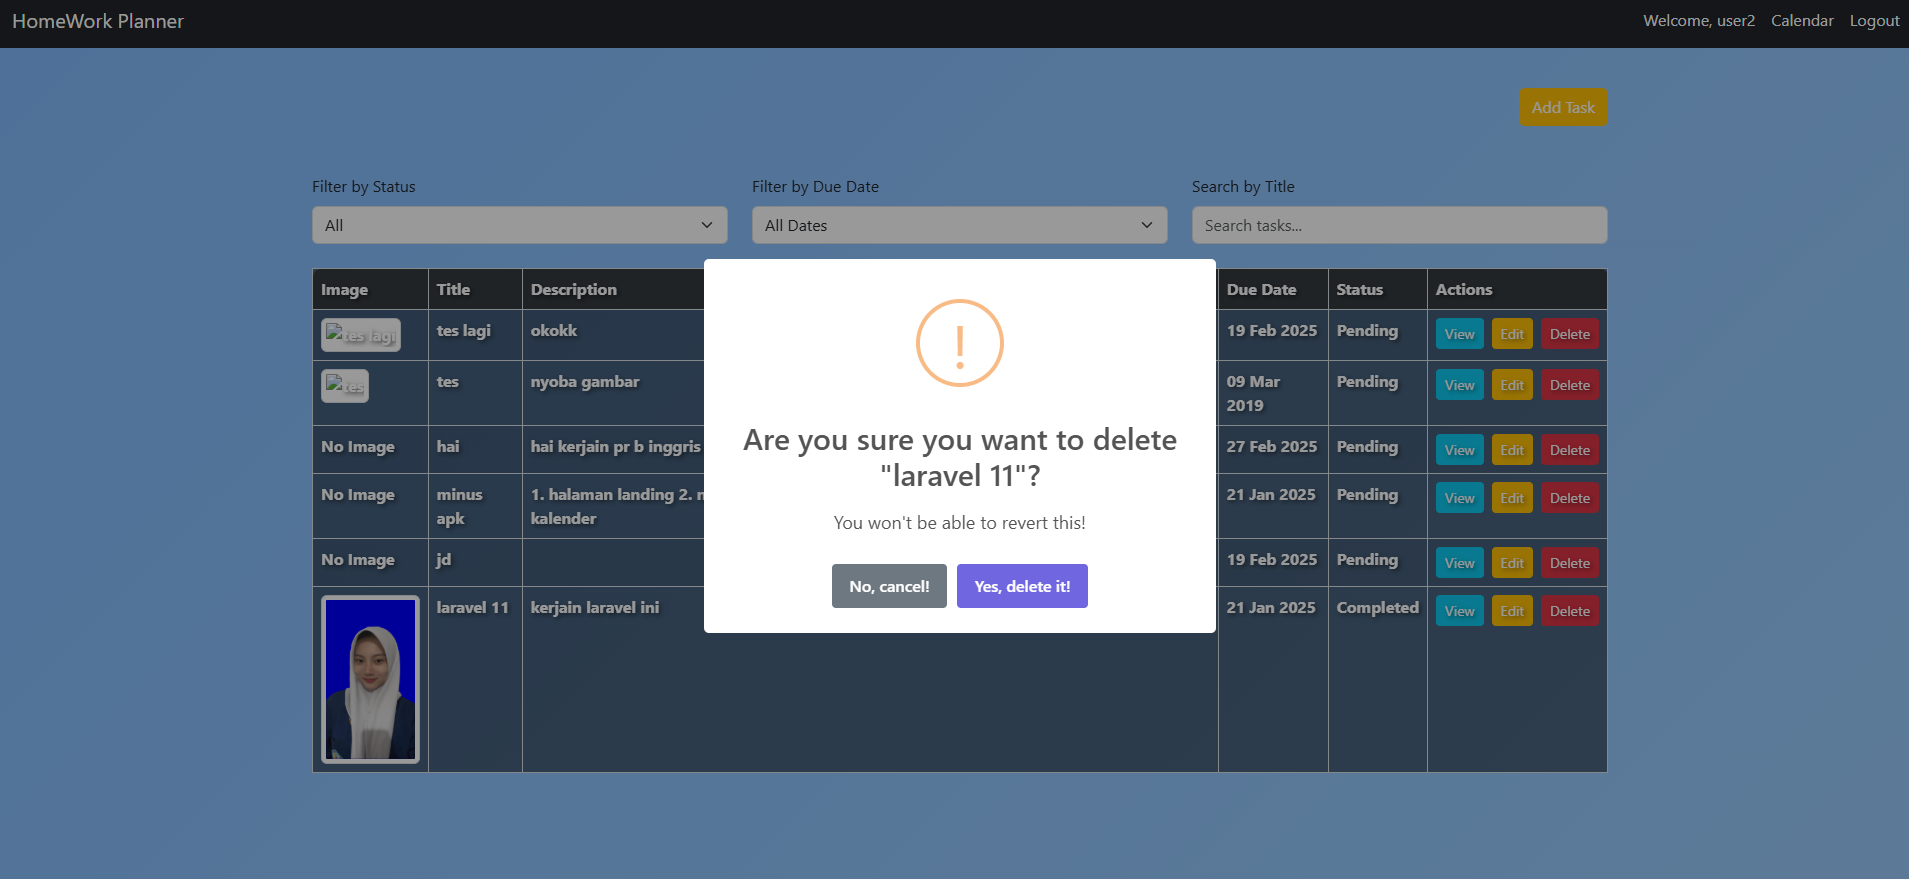 HomeWork Planner
Welcome, user2 Calendar Logout
Add Task
Filter by Status
Filter by Due Date
Search by Title
All
All Dates
Search tasks...
Image Title Description Due Date Status Actions
tes lagi tes lagi okokk 19 Feb 2025 Pending View Edit Delete
tes tes nyoba gambar 09 Mar 2019 Pending View Edit Delete
No Image hai hai kerjain pr b inggris 27 Feb 2025 Pending View Edit Delete
No Image minus apk 1. halaman landing 2. kalender 21 Jan 2025 Pending View Edit Delete
No Image jd 19 Feb 2025 Pending View Edit Delete
laravel 11 kerjain laravel ini 21 Jan 2025 Completed View Edit Delete
!
Are you sure you want to delete
"laravel 11"?
You won't be able to revert this!
No, cancel!
Yes, delete it!